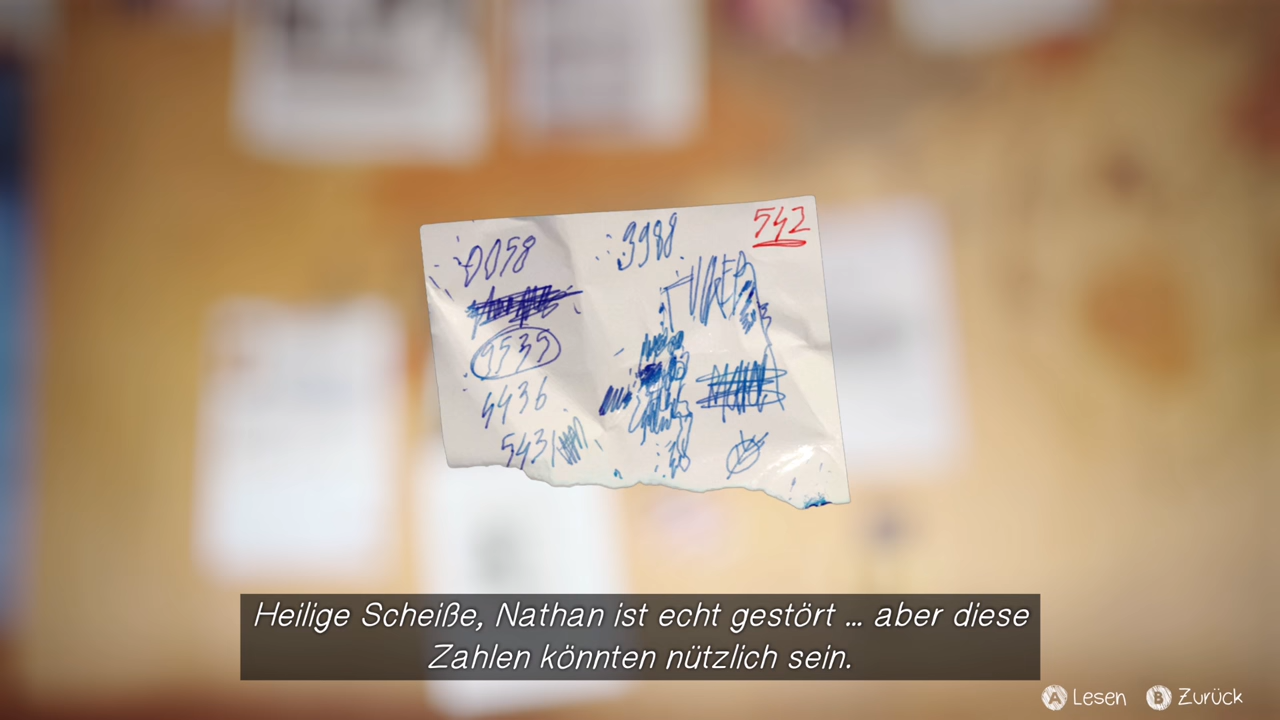 0058
3988
542
9539
4436
543
Heilige Scheiße, Nathan ist echt gestört ... aber diese
Zahlen könnten nützlich sein.
A Lesen B Zurück